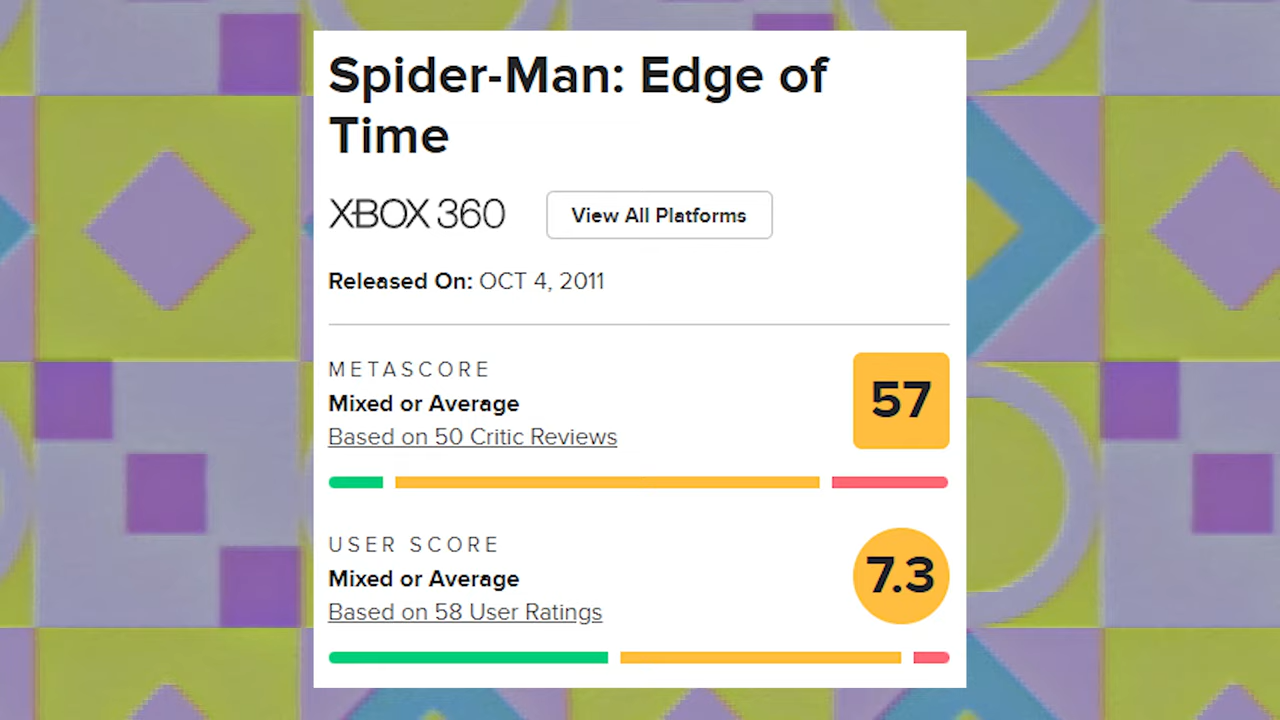 Spider-Man: Edge of
Time
XBOX 360
View All Platforms
Released On: OCT 4, 2011
METASCORE
Mixed or Average
57
Based on 50 Critic Reviews
USER SCORE
Mixed or Average
7.3
Based on 58 User Ratings